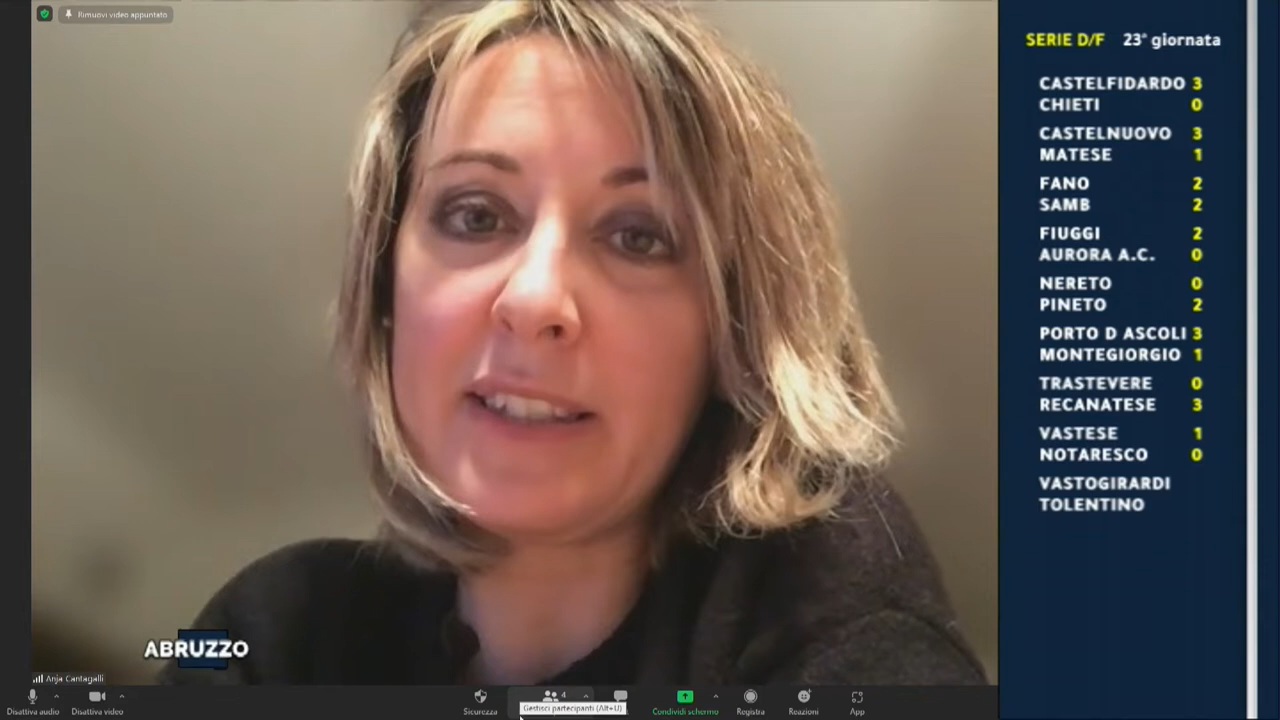 Rimuovi video appuntato
SERIE D/F 23ª giornata
CASTELFIDARDO 3
CHIETI 0
CASTELNUOVO 3
MATESE 1
FANO 2
SAMB 2
FIUGGI 2
AURORA A.C. 0
NERETO 0
PINETO 2
PORTO D ASCOLI 3
MONTEGIORGIO 1
TRASTEVERE 0
RECANATESE 3
VASTESE 1
NOTARESCO 0
VASTOGIRARDI
TOLENTINO
ABRUZZO
Anja Cantagalli
4
Disattiva audio
Disattiva video
Sicurezza
Gestisci partecipanti (Alt+U)
Condividi schermo
Registra
Reazioni
App